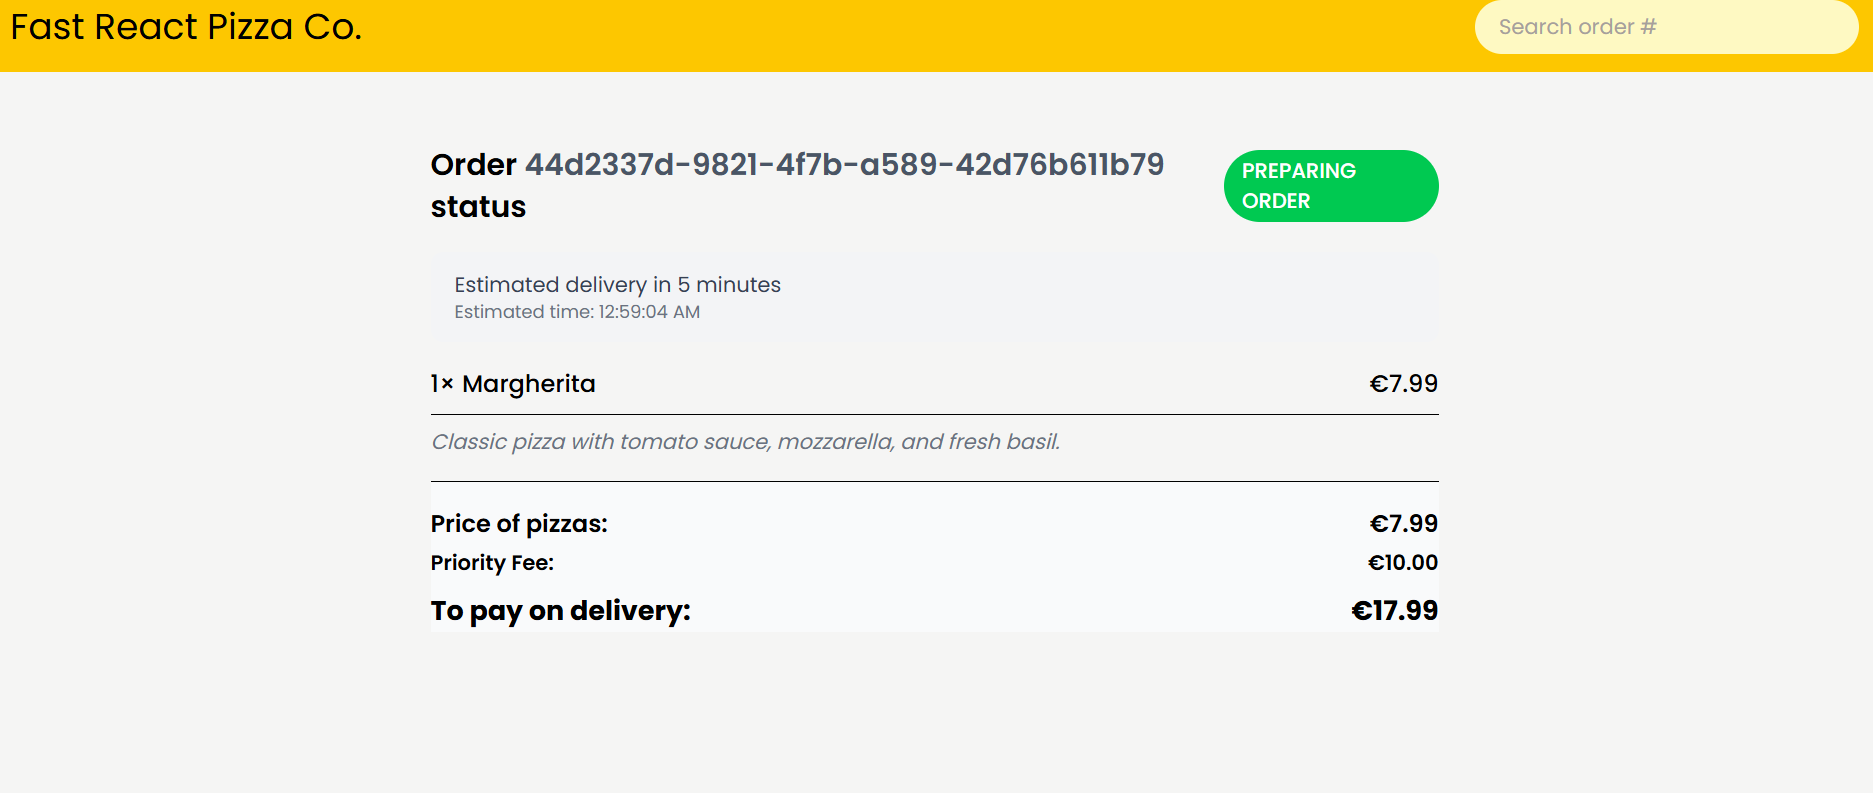 Fast React Pizza Co.
Search order #
Order 44d2337d-9821-4f7b-a589-42d76b611b79
status
PREPARING
ORDER
Estimated delivery in 5 minutes
Estimated time: 12:59:04 AM
1× Margherita €7.99
Classic pizza with tomato sauce, mozzarella, and fresh basil.
Price of pizzas: €7.99
Priority Fee: €10.00
To pay on delivery: €17.99